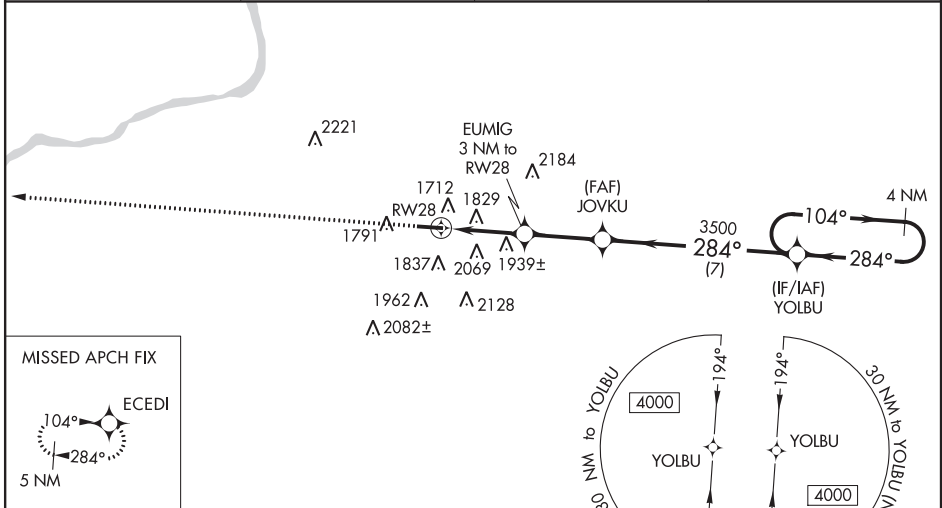 2221
EUMIG
3 NM to
RW28
2184
(FAF)
JOVKU
1712
1829
RW28
1791
3500
284°
(7)
104°
4 NM
284°
(IF/IAF)
YOLBU
1837
2069
1939±
1962
2128
2082±
MISSED APCH FIX
ECEDI
104°
284°
5 NM
30 NM to YOLBU
4000
194°
YOLBU
194°
YOLBU
30 NM to YOLBU
4000